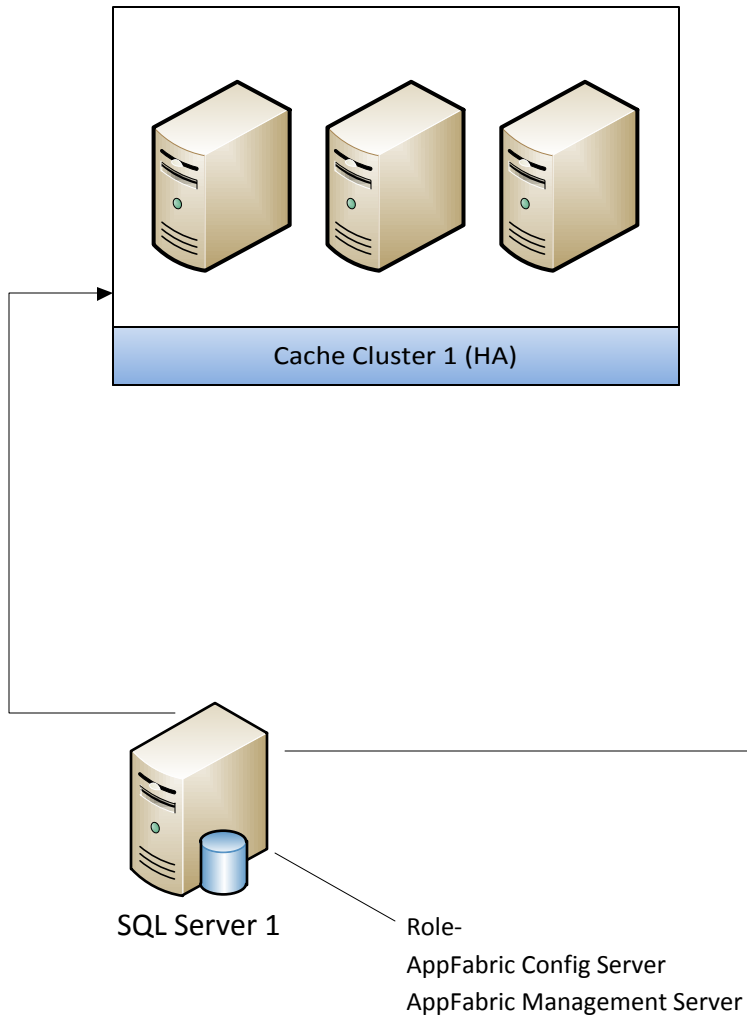 Cache Cluster 1 (HA)
SQL Server 1
Role-
AppFabric Config Server
AppFabric Management Server